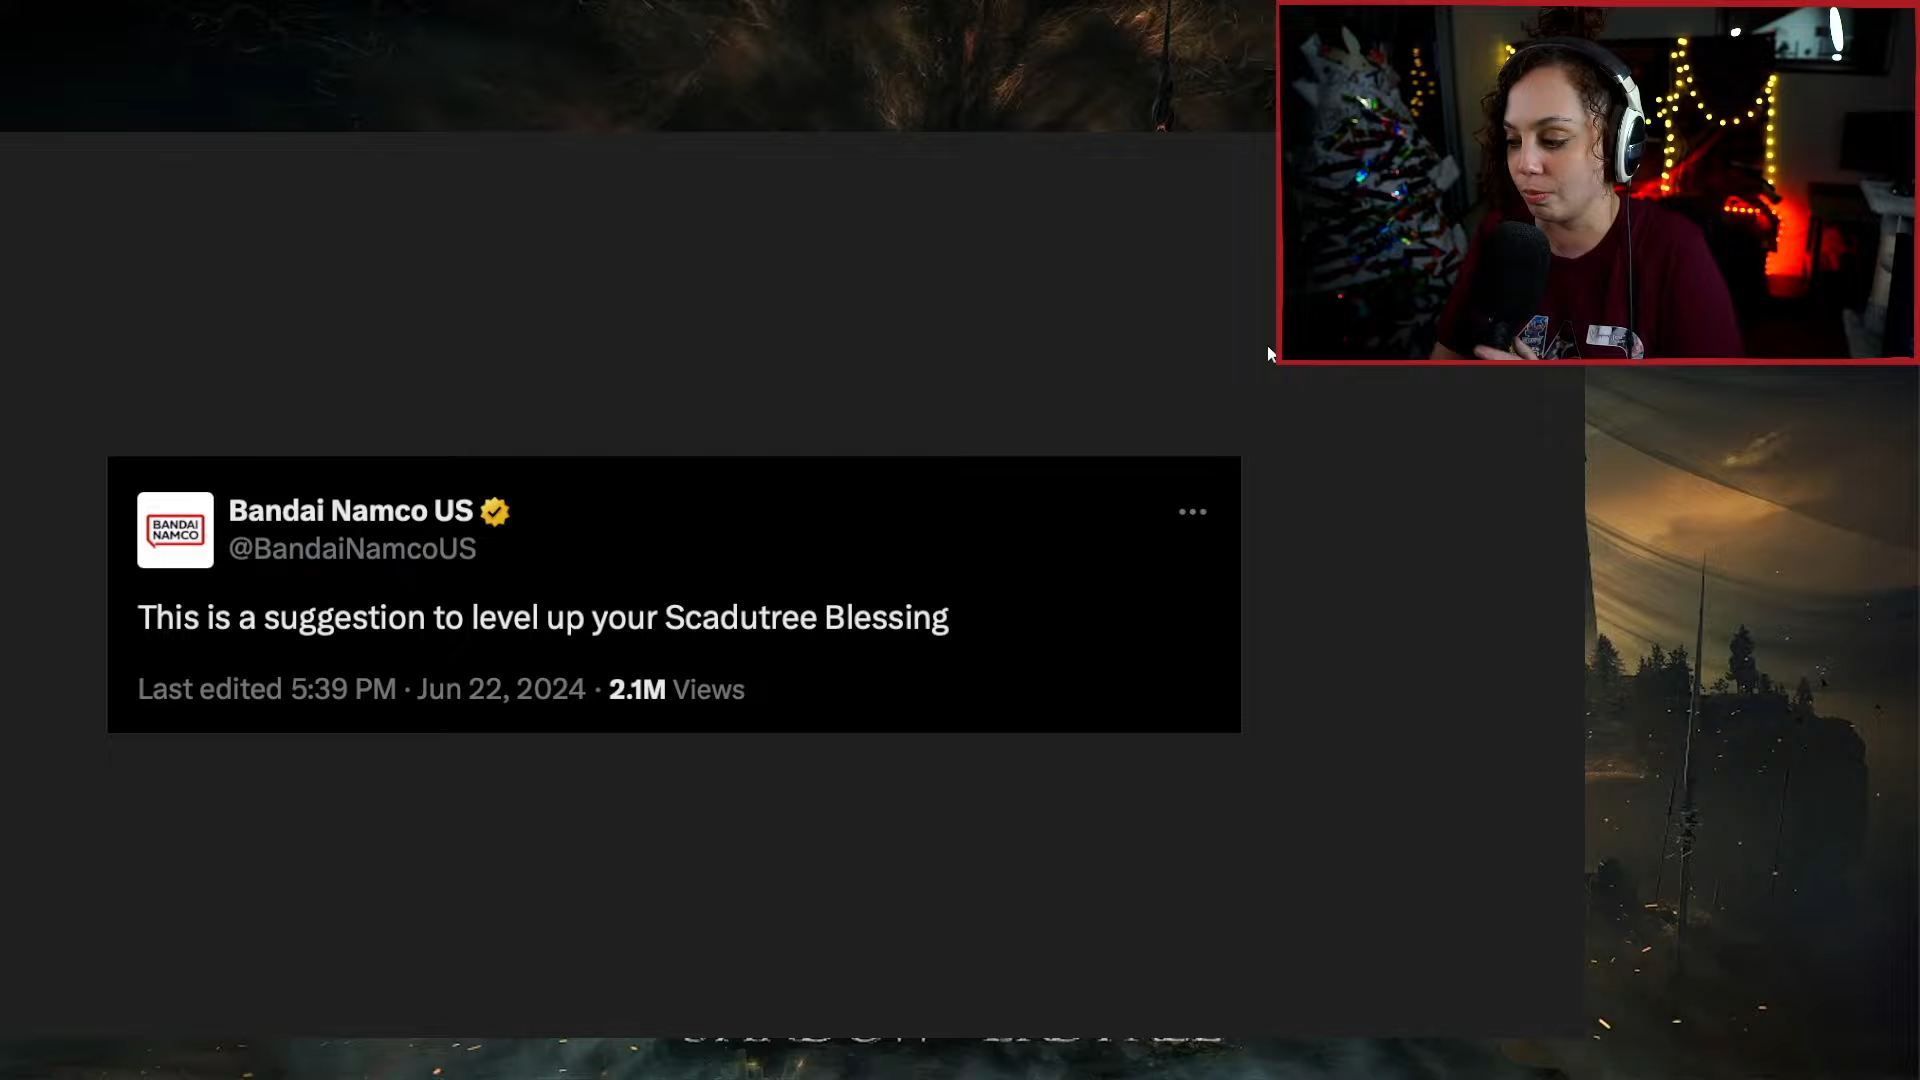 BANDAI
NAMCO
Bandai Namco US
@BandaiNamcoUS
This is a suggestion to level up your Scadutree Blessing
Last edited 5:39 PM · Jun 22, 2024 · 2.1M Views